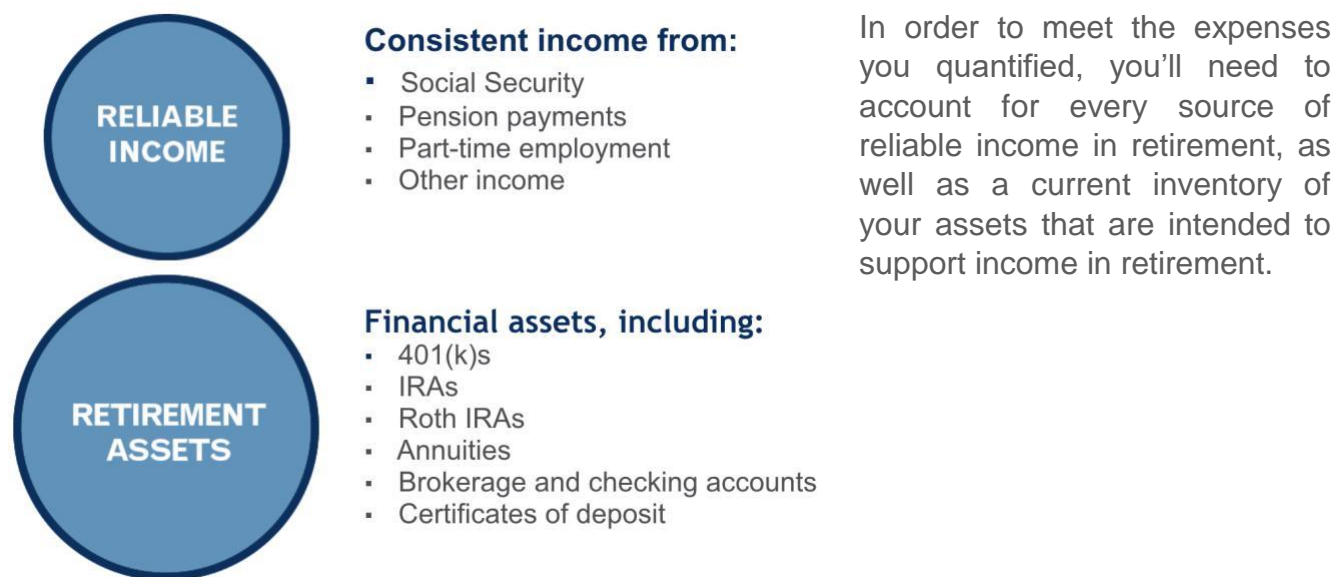 RELIABLE
INCOME
Consistent income from:
▪ Social Security
▪ Pension payments
▪ Part-time employment
▪ Other income
In order to meet the expenses
you quantified, you’ll need to
account for every source of
reliable income in retirement, as
well as a current inventory of
your assets that are intended to
support income in retirement.
RETIREMENT
ASSETS
Financial assets, including:
▪ 401(k)s
▪ IRAs
▪ Roth IRAs
▪ Annuities
▪ Brokerage and checking accounts
▪ Certificates of deposit